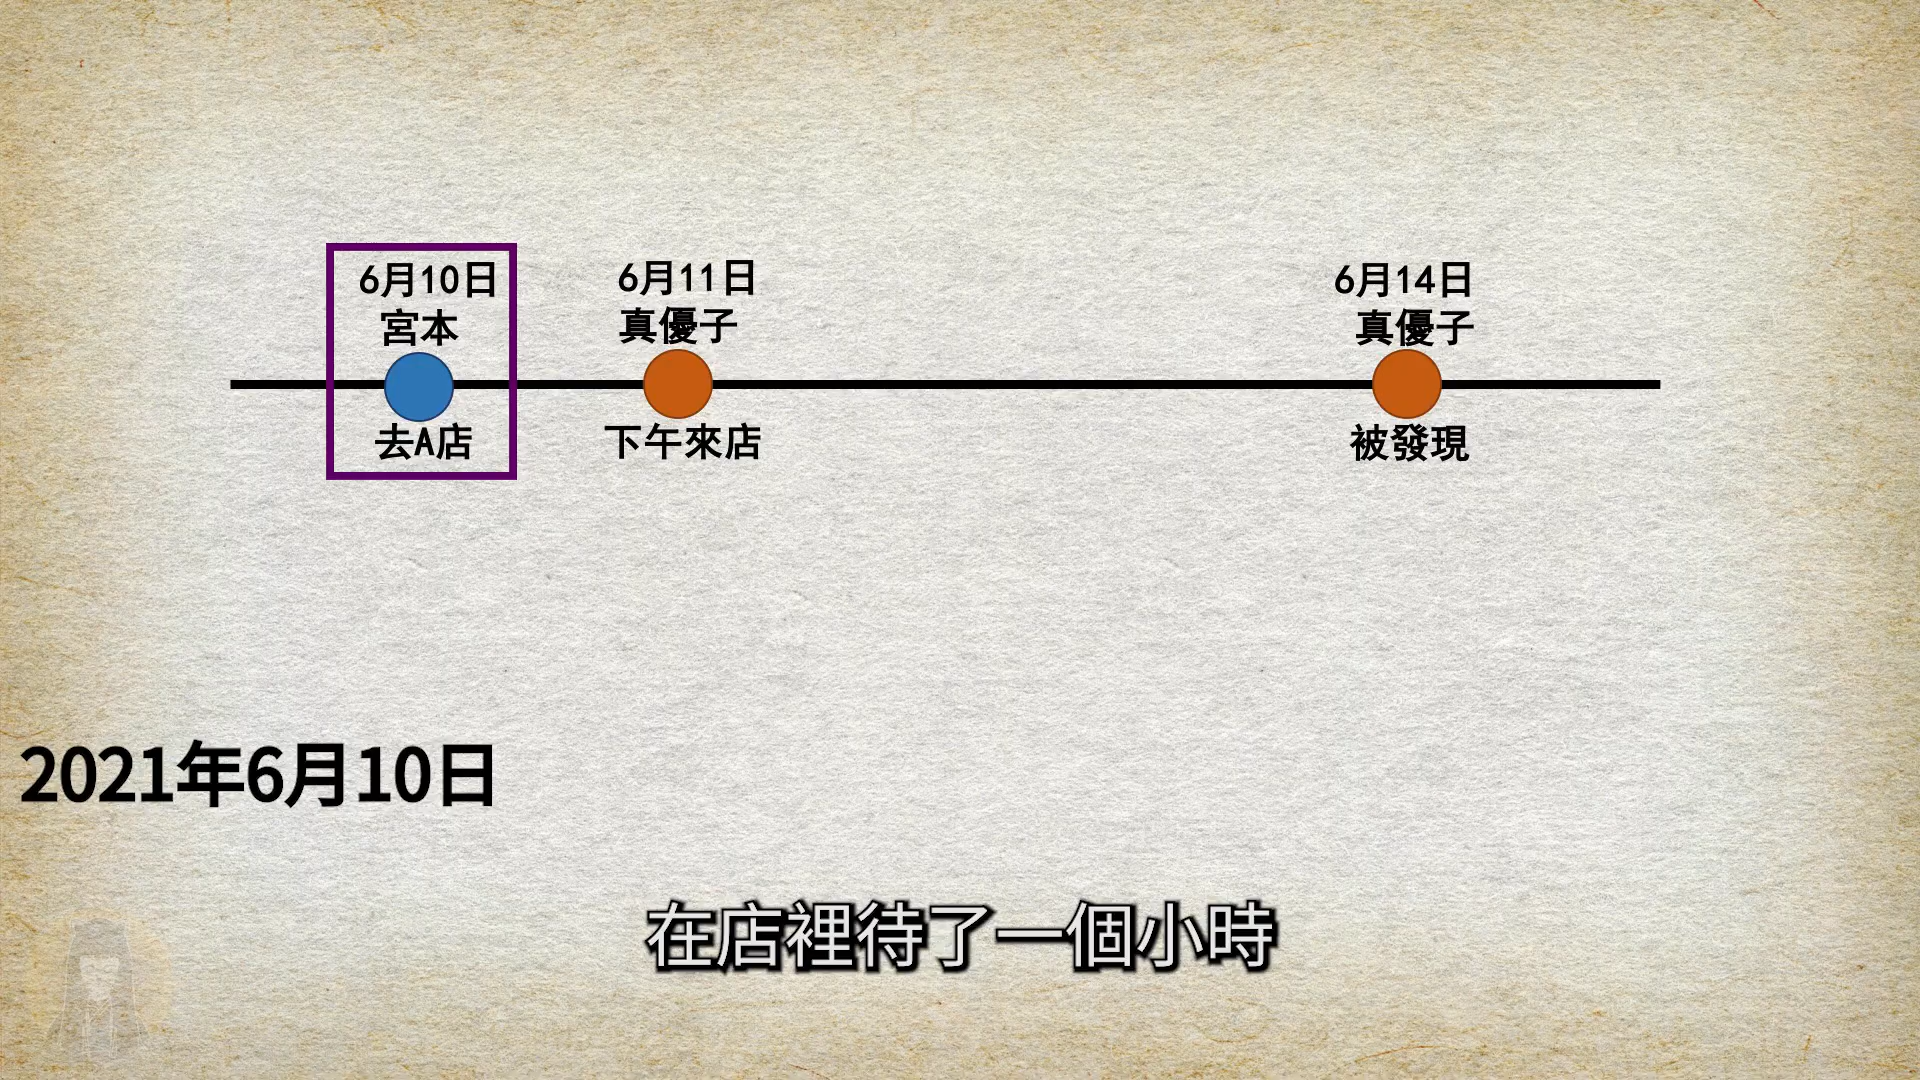 6月10日
宮本
去A店
6月11日
真優子
下午來店
6月14日
真優子
被發現
2021年6月10日
在店裡待了一個小時